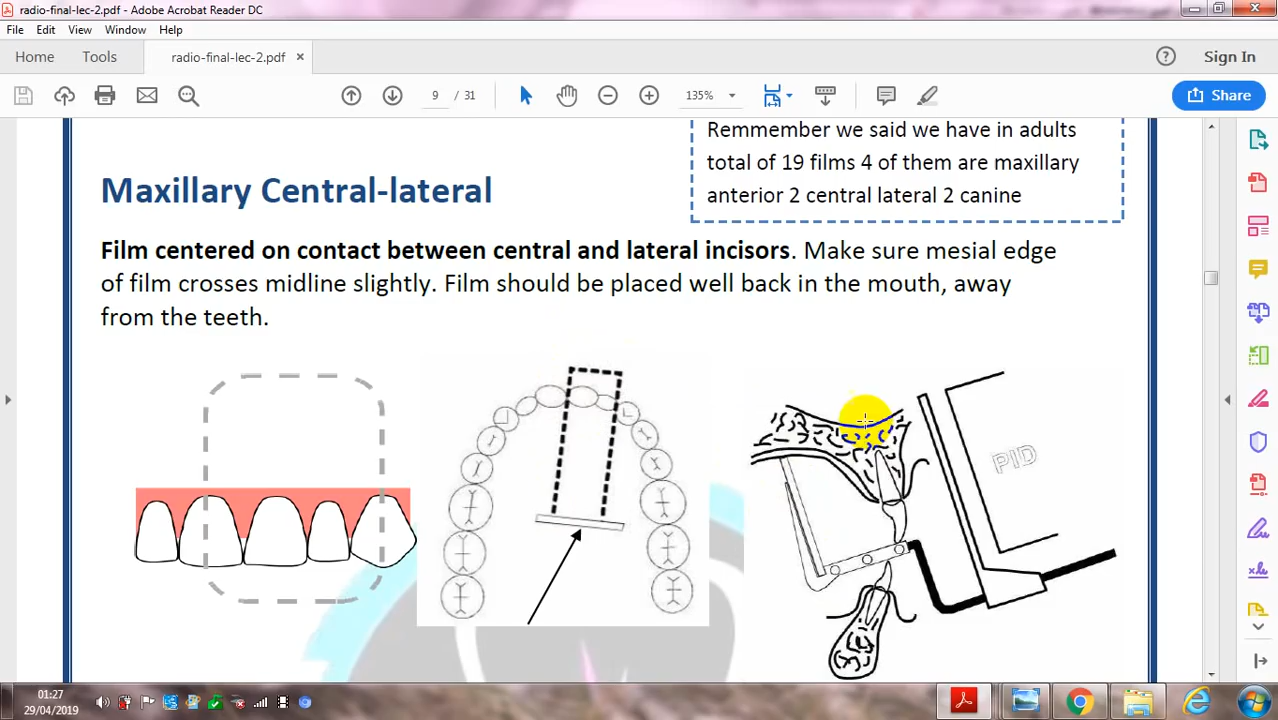 radio-final-lec-2.pdf - Adobe Acrobat Reader DC
File Edit View Window Help
Home Tools radio-final-lec-2.pdf × Sign In
9 / 31 135% Share
Remmember we said we have in adults
total of 19 films 4 of them are maxillary
anterior 2 central lateral 2 canine
Maxillary Central-lateral
Film centered on contact between central and lateral incisors. Make sure mesial edge
of film crosses midline slightly. Film should be placed well back in the mouth, away
from the teeth.
PID
01:27
29/04/2019